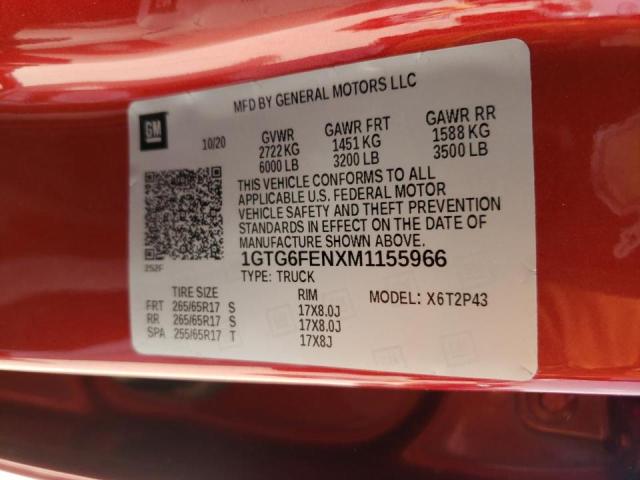 MFD BY GENERAL MOTORS LLC
GM
10/20 GVWR GAWR FRT GAWR RR
2722 KG 1451 KG 1588 KG
6000 LB 3200 LB 3500 LB
THIS VEHICLE CONFORMS TO ALL
APPLICABLE U.S. FEDERAL MOTOR
VEHICLE SAFETY AND THEFT PREVENTION
STANDARDS IN EFFECT ON THE DATE OF
MANUFACTURE SHOWN ABOVE.
252F
1GTG6FENXM1155966
TYPE: TRUCK
TIRE SIZE RIM MODEL: X6T2P43
FRT 265/65R17 S 17X8.0J
RR 265/65R17 S 17X8.0J
SPA 255/65R17 T 17X8J